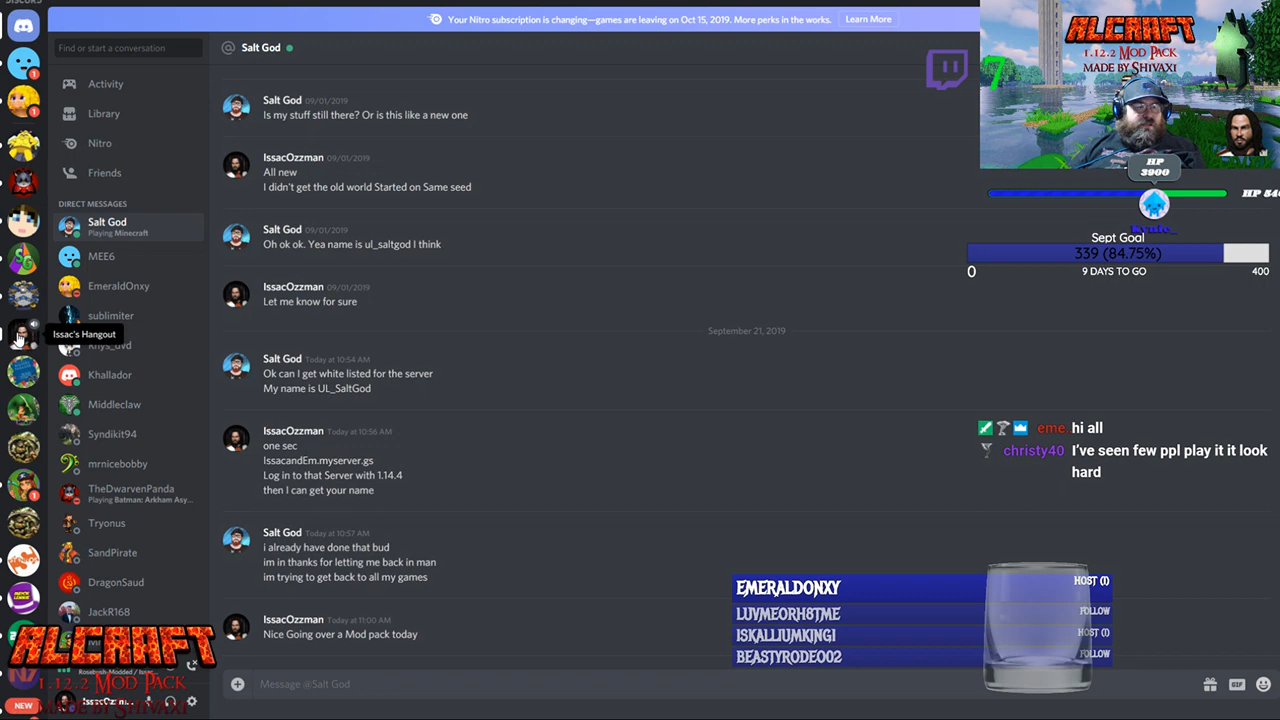 Your Nitro subscription is changing—games are leaving on Oct 15, 2019. More perks in the works.
Learn More
Find or start a conversation
Salt God
Activity
Library
Nitro
Friends
DIRECT MESSAGES
Salt God
Playing Minecraft
MEE6
EmeraldOnxy
sublimiter
Issac's Hangout
Khallador
Middleclaw
Syndikit94
mrnicebobby
TheDwarvenPanda
Playing Batman: Arkham Asy...
Tryonus
SandPirate
DragonSaud
JackR168
Salt God 09/01/2019
Is my stuff still there? Or is this like a new one
IssacOzzman 09/01/2019
All new
I didn't get the old world Started on Same seed
Salt God 09/01/2019
Oh ok ok. Yea name is ul_saltgod I think
IssacOzzman 09/01/2019
Let me know for sure
September 21, 2019
Salt God Today at 10:54 AM
Ok can I get white listed for the server
My name is UL_SaltGod
IssacOzzman Today at 10:56 AM
one sec
IssacandEm.myserver.gs
Log in to that Server with 1.14.4
then I can get your name
Salt God Today at 10:57 AM
i already have done that bud
im in thanks for letting me back in man
im trying to get back to all my games
IssacOzzman Today at 11:00 AM
Nice Going over a Mod pack today
Message @Salt God
GIF
RLCRAFT
1.12.2 MOD PACK
MADE BY SHIVAXI
7
HP
3900
Sept Goal
339 (84.75%)
0
9 DAYS TO GO
400
eme. hi all
christy40 I've seen few ppl play it it look
hard
EMERALDONXY HOST (1)
LUVMEORH8TME FOLLOW
ISKALLIUMKING1 HOST (1)
BEASTYRODE002 FOLLOW
RLCRAFT
1.12.2 MOD PACK
MADE BY SHIVAXI
NEW